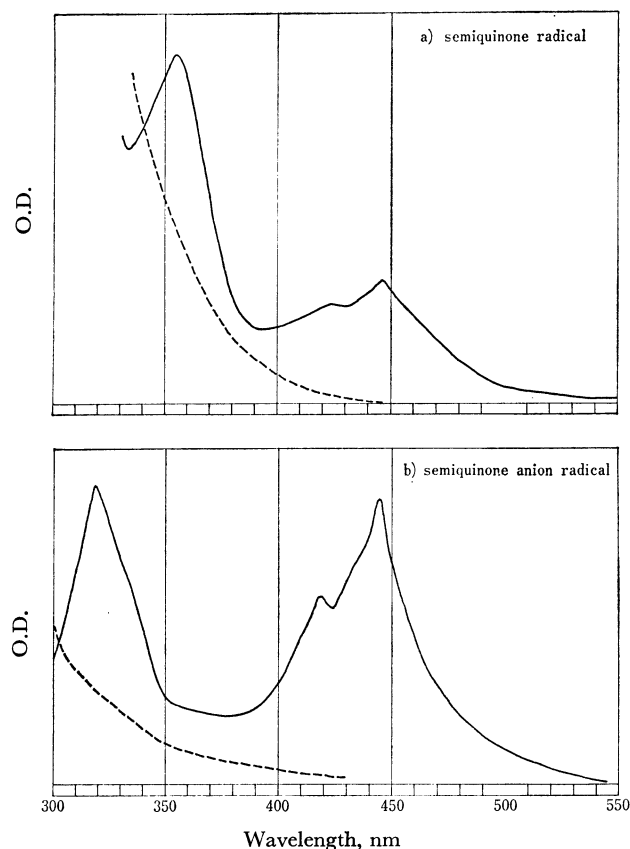 a) semiquinone radical
O.D.
b) semiquinone anion radical
O.D.
300 350 400 450 500 550
Wavelength, nm